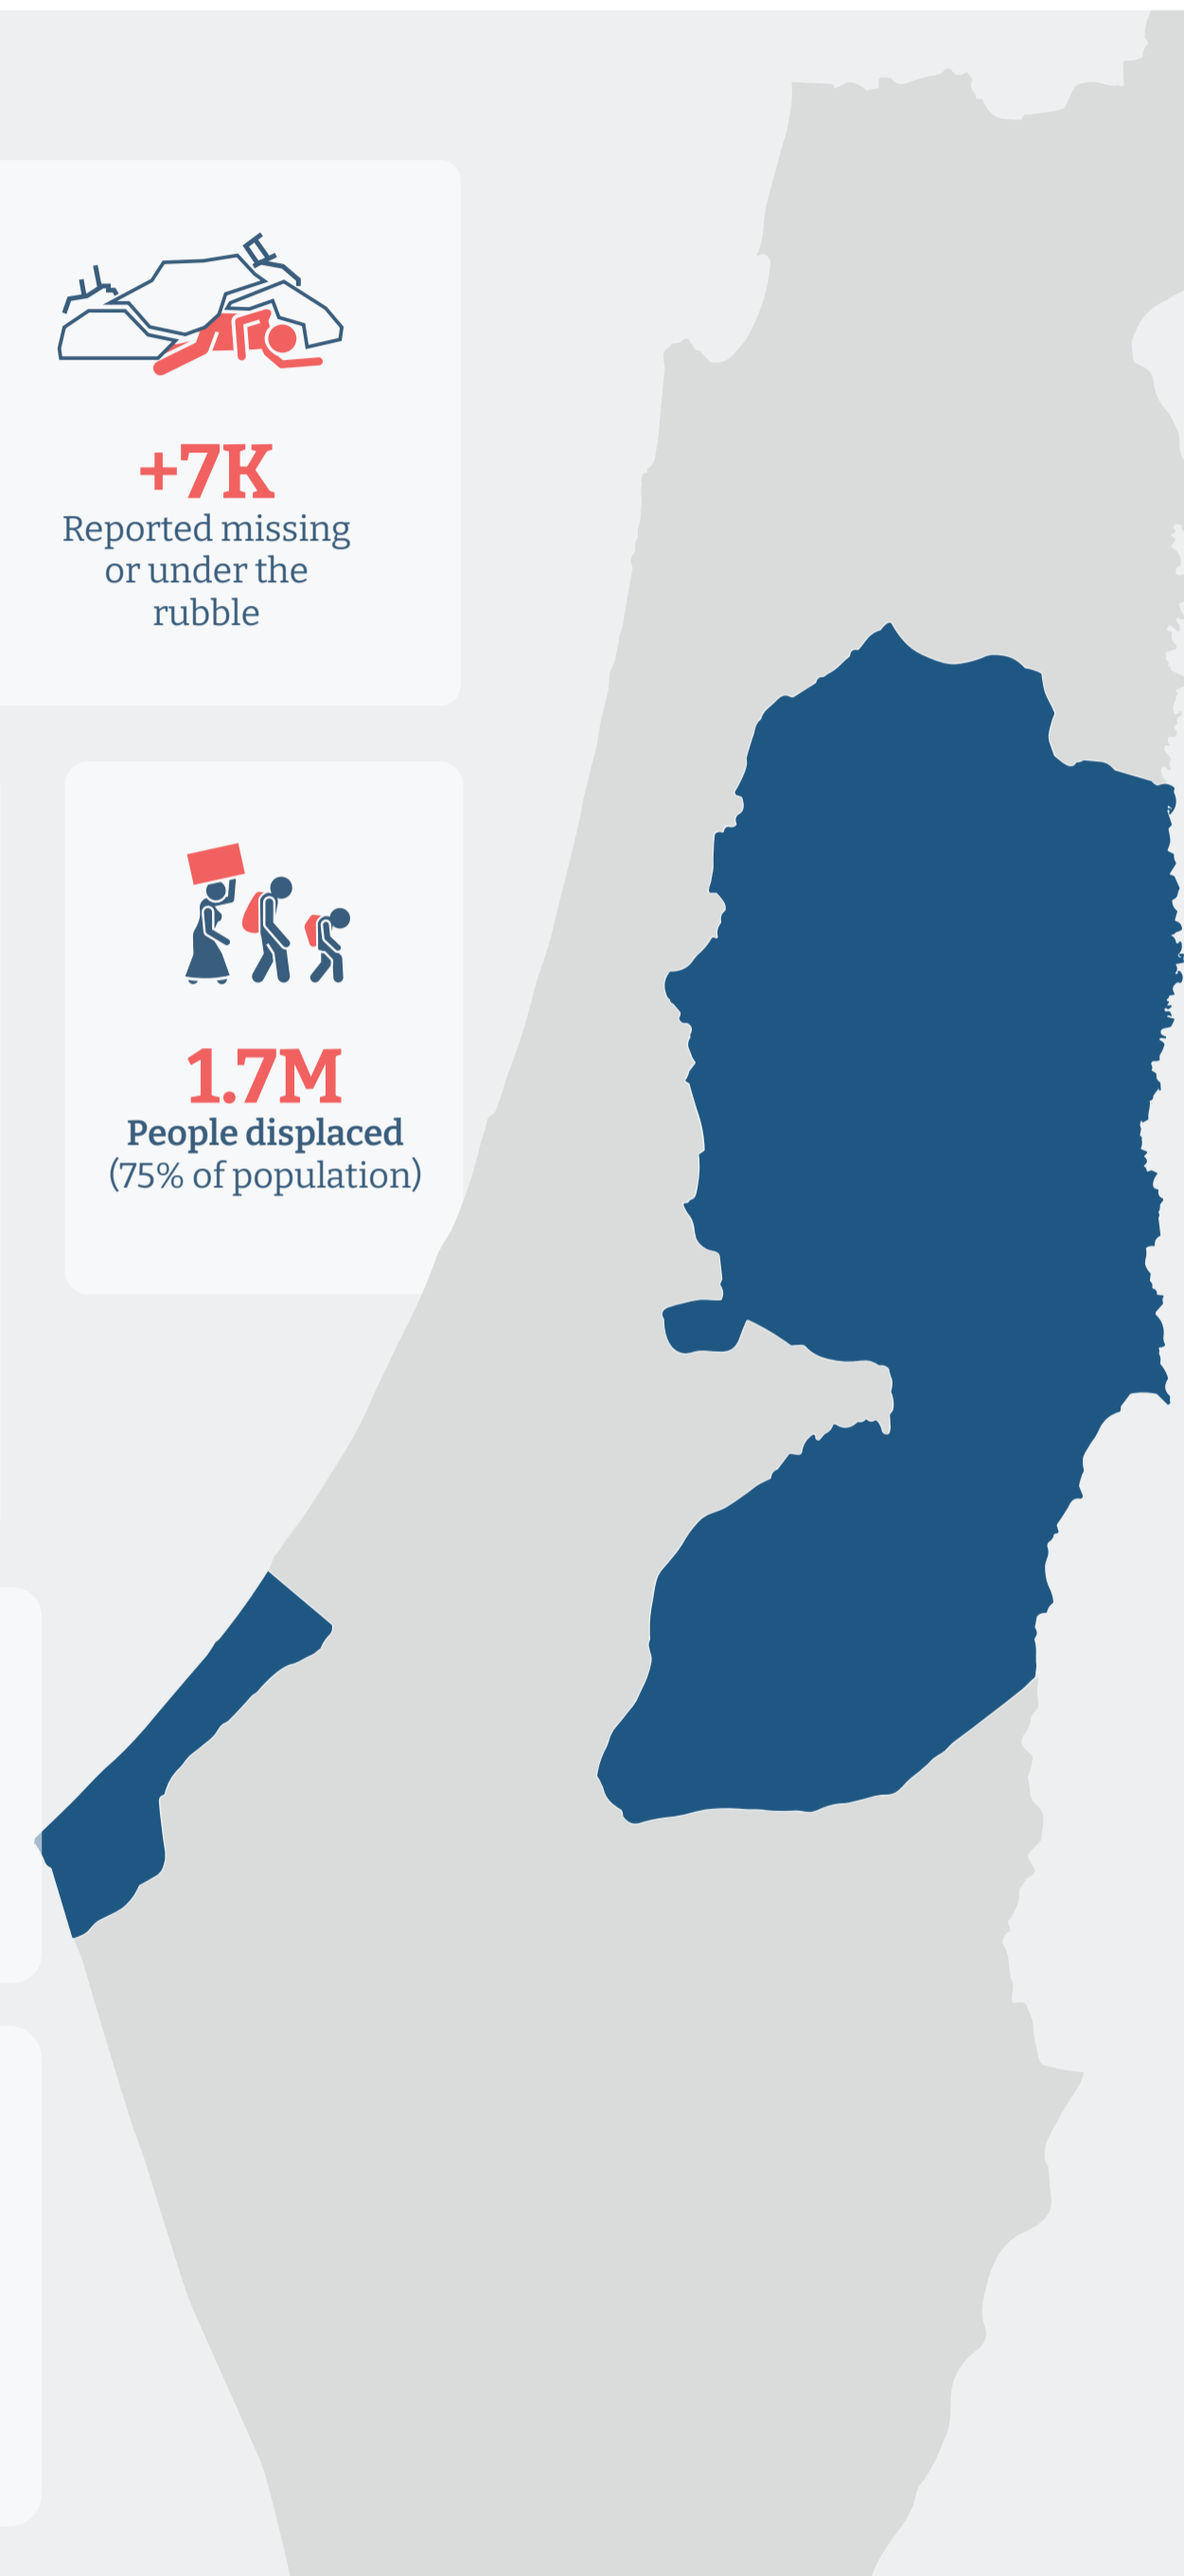 +7K
Reported missing
or under the
rubble
1.7M
People displaced
(75% of population)